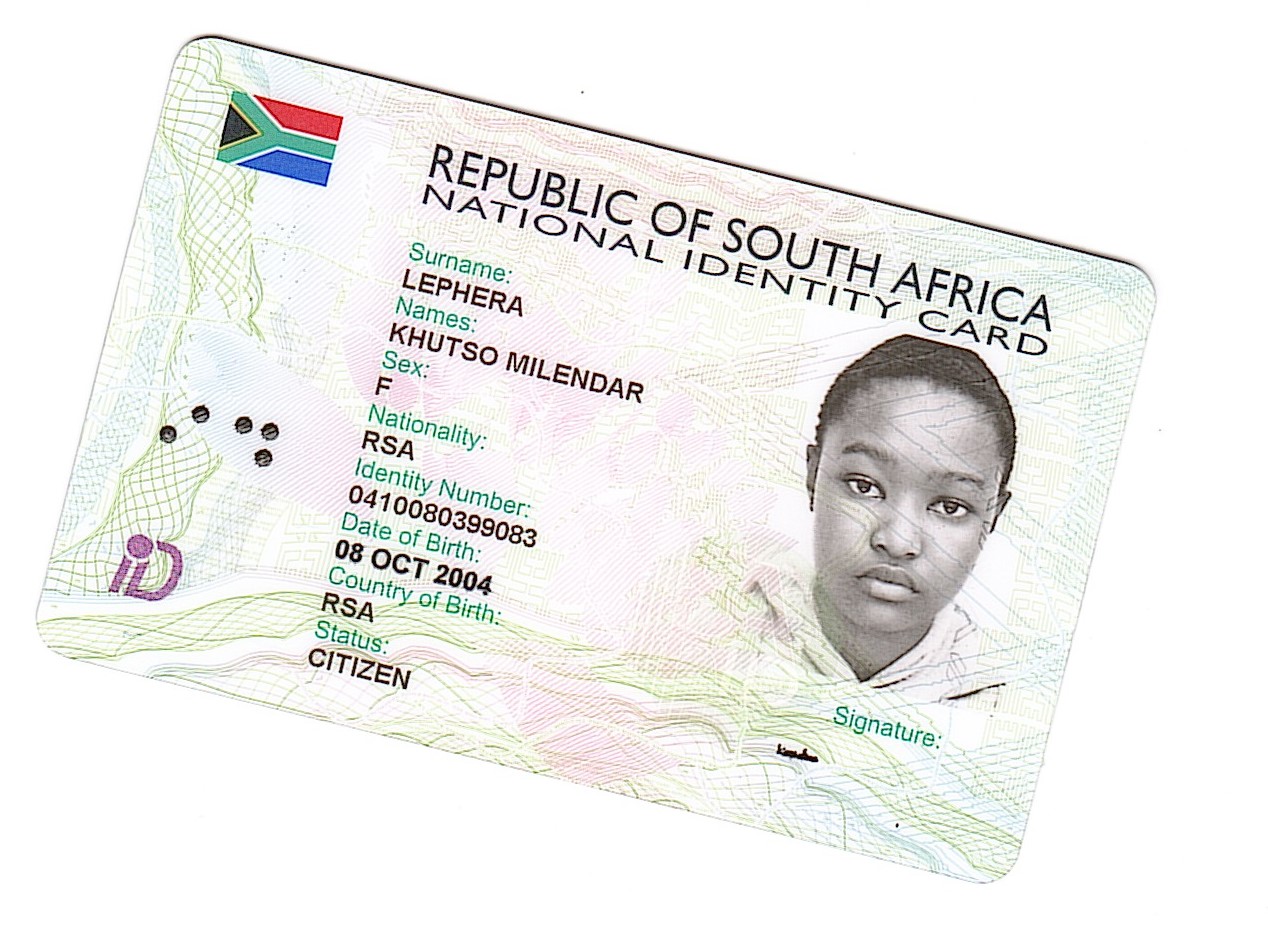 REPUBLIC OF SOUTH AFRICA
NATIONAL IDENTITY CARD
Surname:
LEPHERA
Names:
KHUTSO MILENDAR
Sex:
F
Nationality:
RSA
Identity Number:
0410080399083
Date of Birth:
08 OCT 2004
Country of Birth:
RSA
Status:
CITIZEN
Signature:
iD